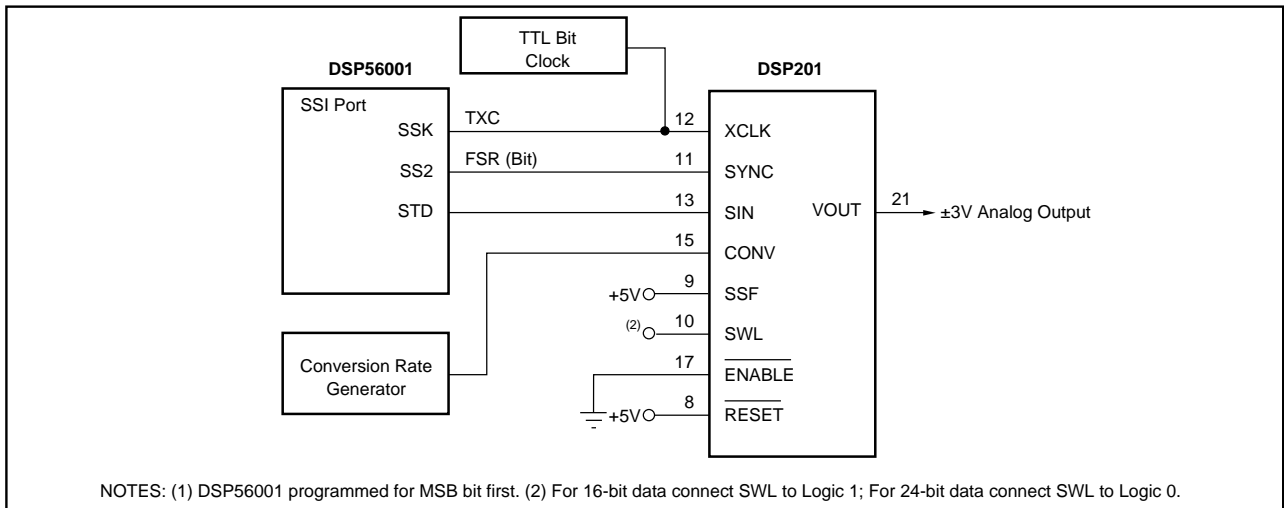 TTL Bit
Clock
DSP56001
DSP201
SSI Port
SSK
TXC
12
XCLK
SS2
FSR (Bit)
11
SYNC
STD
13
SIN
VOUT
21
±3V Analog Output
15
CONV
+5V
9
SSF
(2)
10
SWL
Conversion Rate
Generator
17
ENABLE
+5V
8
RESET
NOTES: (1) DSP56001 programmed for MSB bit first. (2) For 16-bit data connect SWL to Logic 1; For 24-bit data connect SWL to Logic 0.